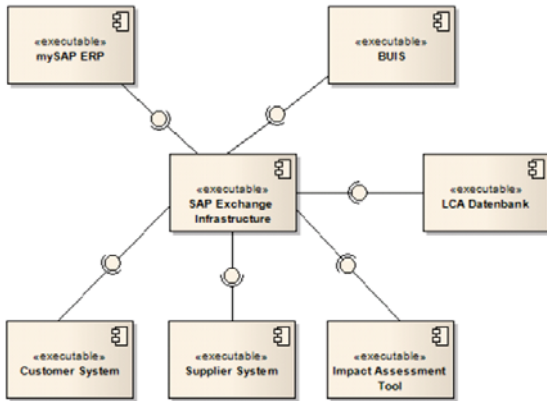 «executable»
mySAP ERP
«executable»
BUIS
«executable»
SAP Exchange
Infrastructure
«executable»
LCA Datenbank
«executable»
Customer System
«executable»
Supplier System
«executable»
Impact Assessment
Tool